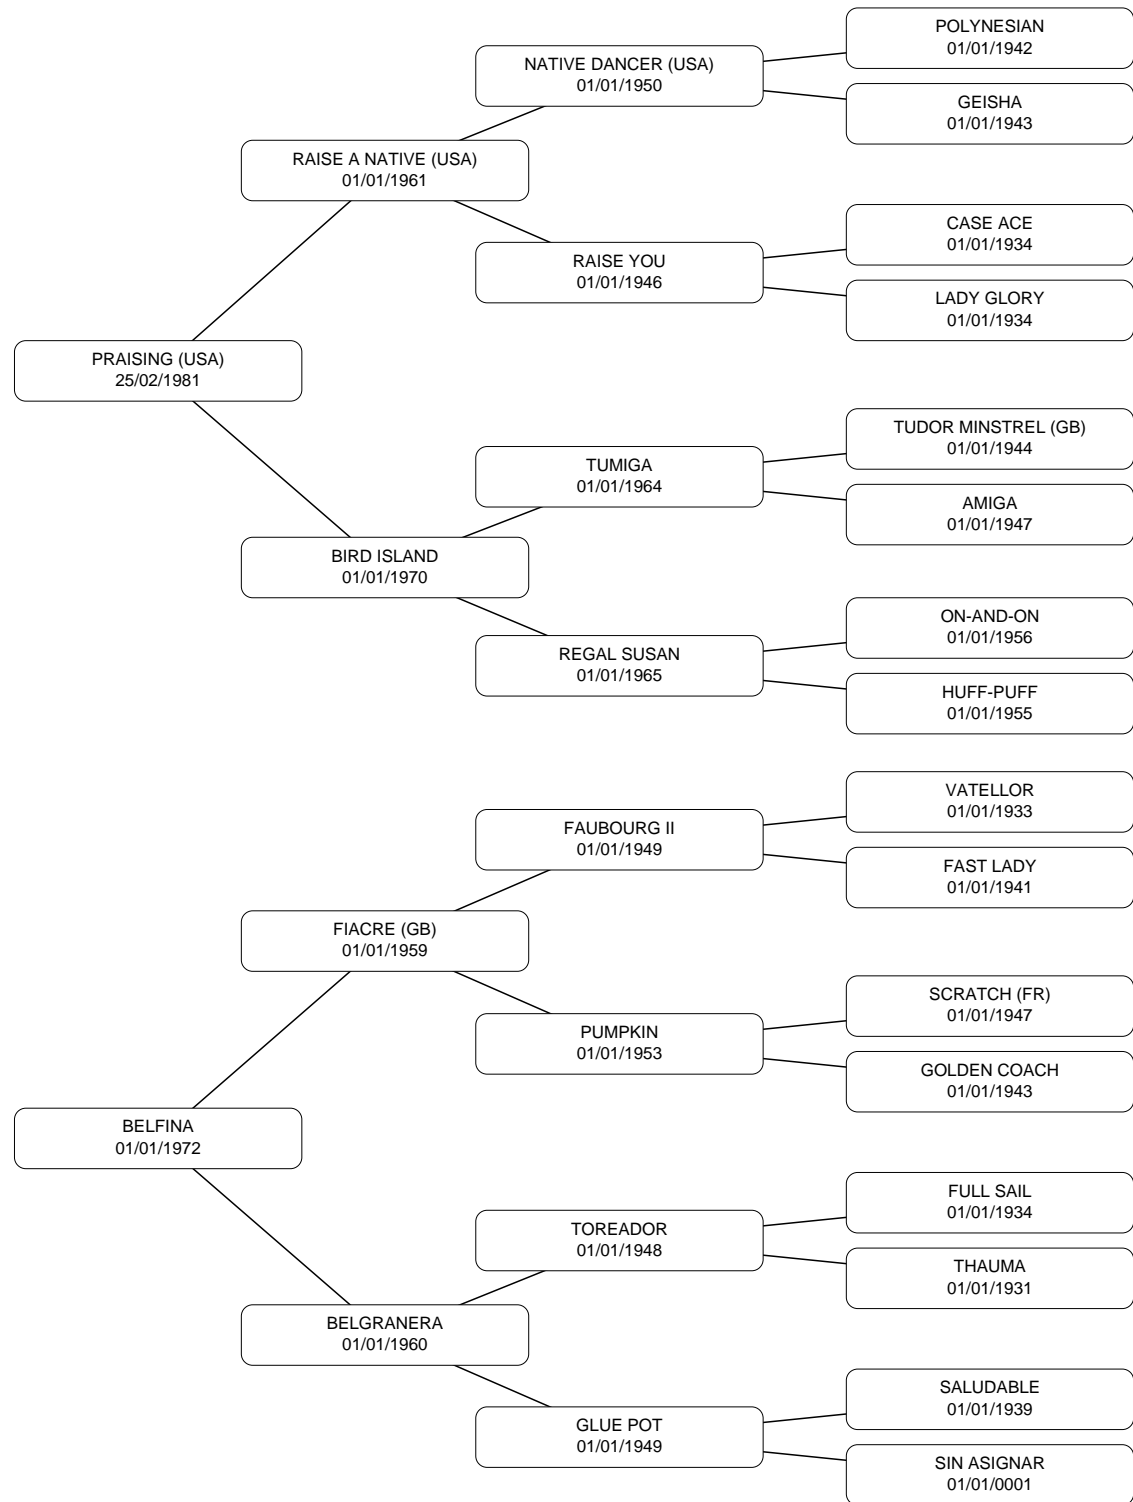 POLYNESIAN
01/01/1942
NATIVE DANCER (USA)
01/01/1950
GEISHA
01/01/1943
RAISE A NATIVE (USA)
01/01/1961
CASE ACE
01/01/1934
RAISE YOU
01/01/1946
LADY GLORY
01/01/1934
PRAISING (USA)
25/02/1981
TUDOR MINSTREL (GB)
01/01/1944
TUMIGA
01/01/1964
AMIGA
01/01/1947
BIRD ISLAND
01/01/1970
ON-AND-ON
01/01/1956
REGAL SUSAN
01/01/1965
HUFF-PUFF
01/01/1955
VATELLOR
01/01/1933
FAUBOURG II
01/01/1949
FAST LADY
01/01/1941
FIACRE (GB)
01/01/1959
SCRATCH (FR)
01/01/1947
PUMPKIN
01/01/1953
GOLDEN COACH
01/01/1943
BELFINA
01/01/1972
FULL SAIL
01/01/1934
TOREADOR
01/01/1948
THAUMA
01/01/1931
BELGRANERA
01/01/1960
SALUDABLE
01/01/1939
GLUE POT
01/01/1949
SIN ASIGNAR
01/01/0001